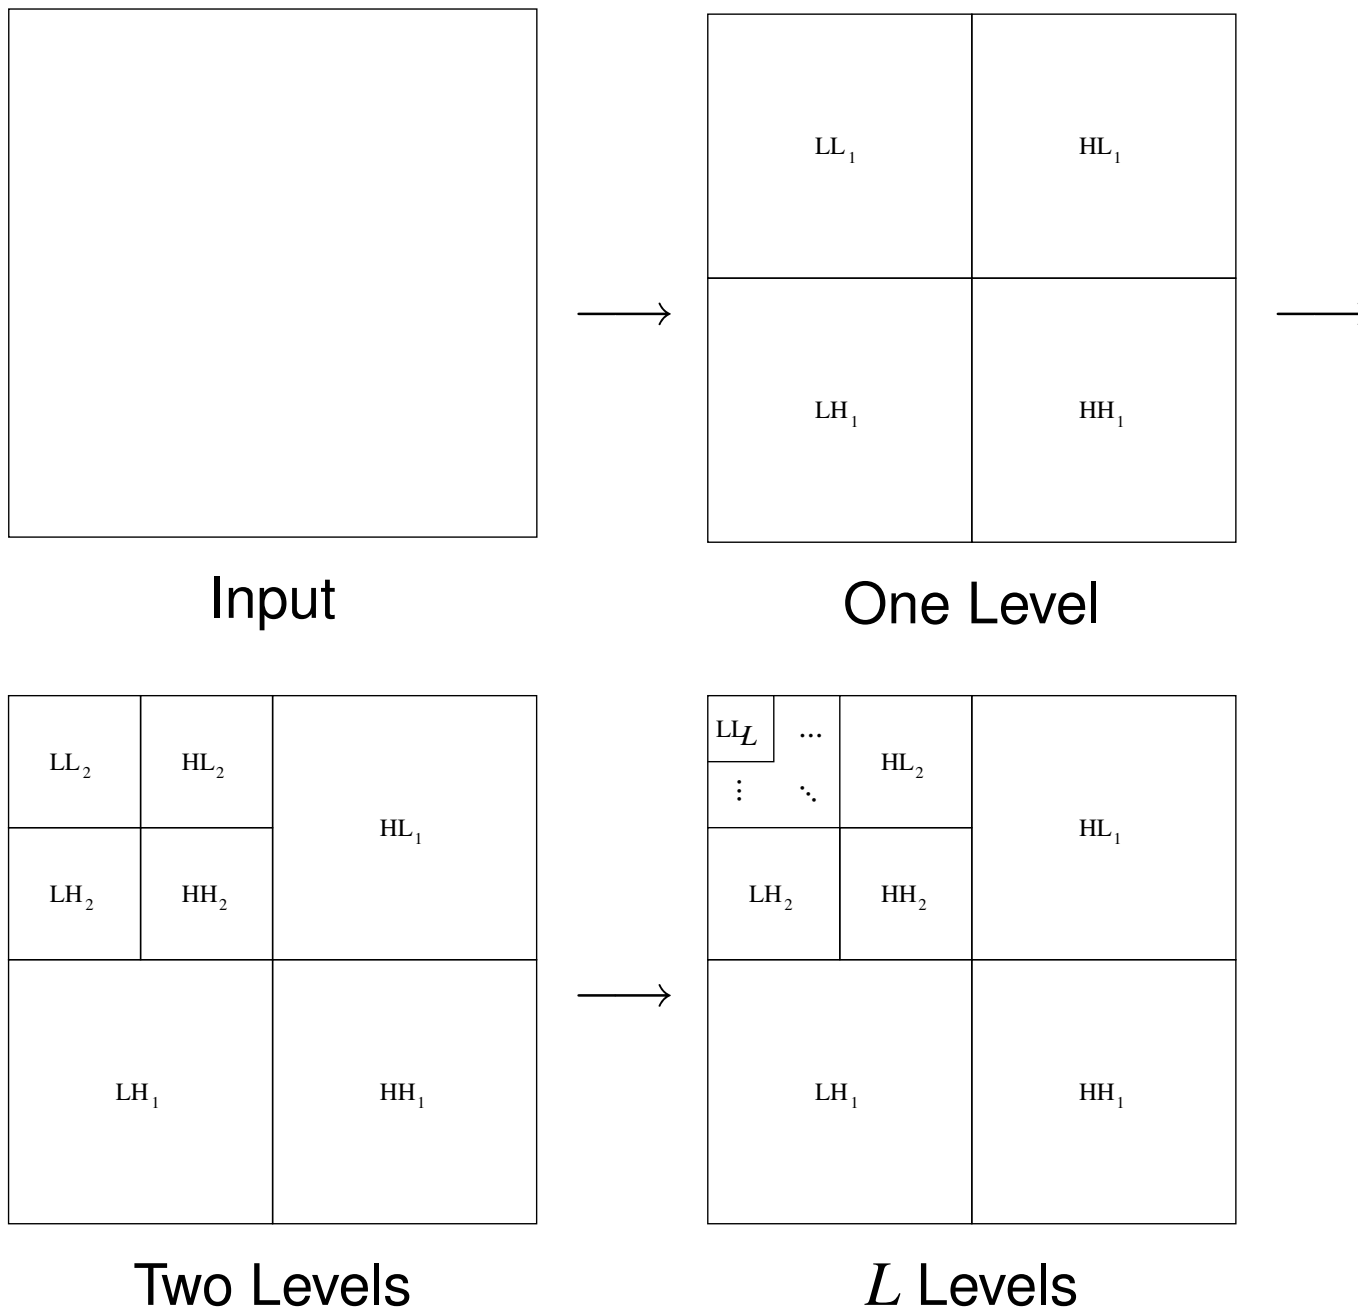 LL₁ HL₁
LH₁ HH₁
Input
One Level
LL₂ HL₂
HL₁
LH₂ HH₂
LH₁ HH₁
Two Levels
LL_L ... HL₂
⋮ ⋱
HL₁
LH₂ HH₂
LH₁ HH₁
L Levels